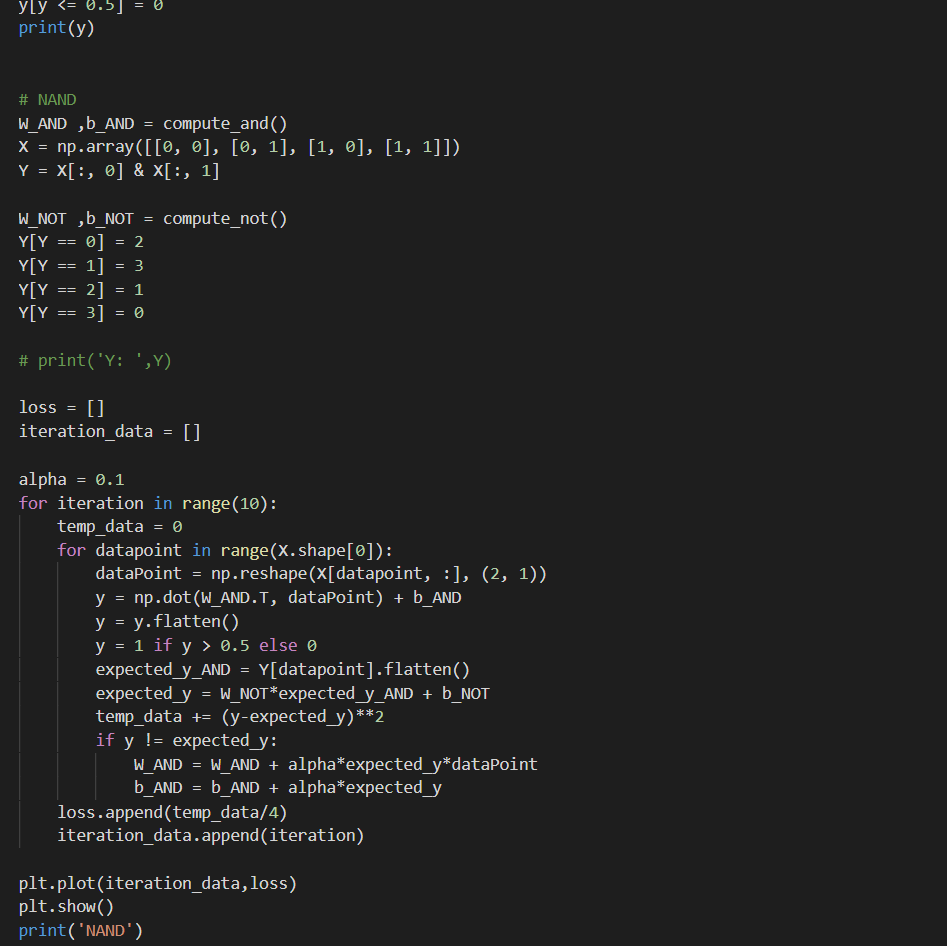 y[y <= 0.5] = 0
print(y)
# NAND
W_AND ,b_AND = compute_and()
X = np.array([[0, 0], [0, 1], [1, 0], [1, 1]])
Y = X[:, 0] & X[:, 1]
W_NOT ,b_NOT = compute_not()
Y[Y == 0] = 2
Y[Y == 1] = 3
Y[Y == 2] = 1
Y[Y == 3] = 0
# print('Y: ',Y)
loss = []
iteration_data = []
alpha = 0.1
for iteration in range(10):
    temp_data = 0
    for datapoint in range(X.shape[0]):
        dataPoint = np.reshape(X[datapoint, :], (2, 1))
        y = np.dot(W_AND.T, dataPoint) + b_AND
        y = y.flatten()
        y = 1 if y > 0.5 else 0
        expected_y_AND = Y[datapoint].flatten()
        expected_y = W_NOT*expected_y_AND + b_NOT
        temp_data += (y-expected_y)**2
        if y != expected_y:
            W_AND = W_AND + alpha*expected_y*dataPoint
            b_AND = b_AND + alpha*expected_y
    loss.append(temp_data/4)
    iteration_data.append(iteration)
plt.plot(iteration_data,loss)
plt.show()
print('NAND')